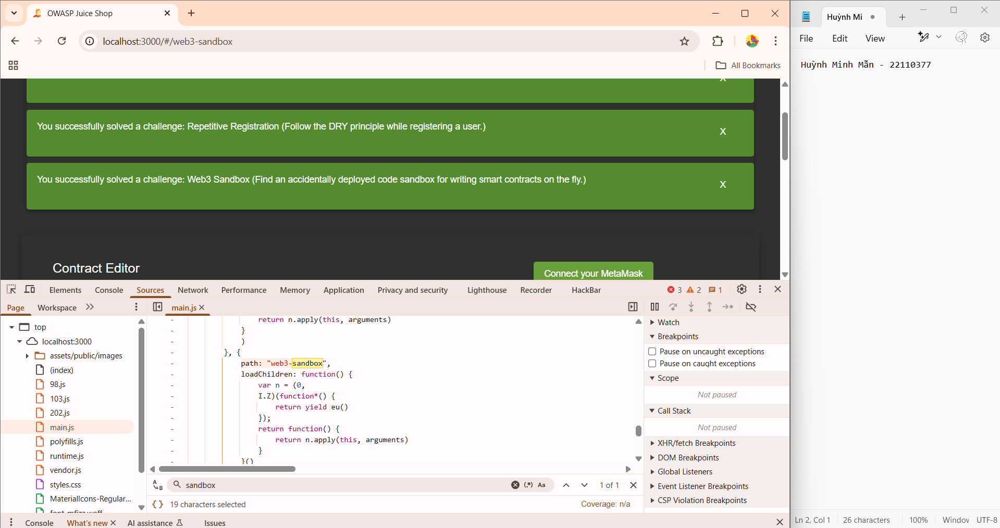 OWASP Juice Shop
localhost:3000/#/web3-sandbox
All Bookmarks
X
You successfully solved a challenge: Repetitive Registration (Follow the DRY principle while registering a user.)
X
You successfully solved a challenge: Web3 Sandbox (Find an accidentally deployed code sandbox for writing smart contracts on the fly.)
X
Contract Editor
Connect your MetaMask
Elements Console Sources Network Performance Memory Application Privacy and security Lighthouse Recorder HackBar 3 2 1
Page Workspace
main.js
top
localhost:3000
assets/public/images
(index)
98.js
103.js
202.js
main.js
polyfills.js
runtime.js
vendor.js
styles.css
MaterialIcons-Regular...
font-mfizz.woff
return n.apply(this, arguments)
}
)
}, {
path: "web3-sandbox",
loadChildren: function() {
var n = (0,
I.Z)(function*() {
return yield eu()
});
return function() {
return n.apply(this, arguments)
}
}()
sandbox
(.*) Aa
1 of 1
{} 19 characters selected
Coverage: n/a
Watch
Breakpoints
Pause on uncaught exceptions
Pause on caught exceptions
Scope
Not paused
Call Stack
Not paused
XHR/fetch Breakpoints
DOM Breakpoints
Global Listeners
Event Listener Breakpoints
CSP Violation Breakpoints
Console What's new AI assistance Issues
Huỳnh Mi
File Edit View
Huỳnh Minh Mẫn - 22110377
Ln 2, Col 1 26 characters 100% Window UTF-8